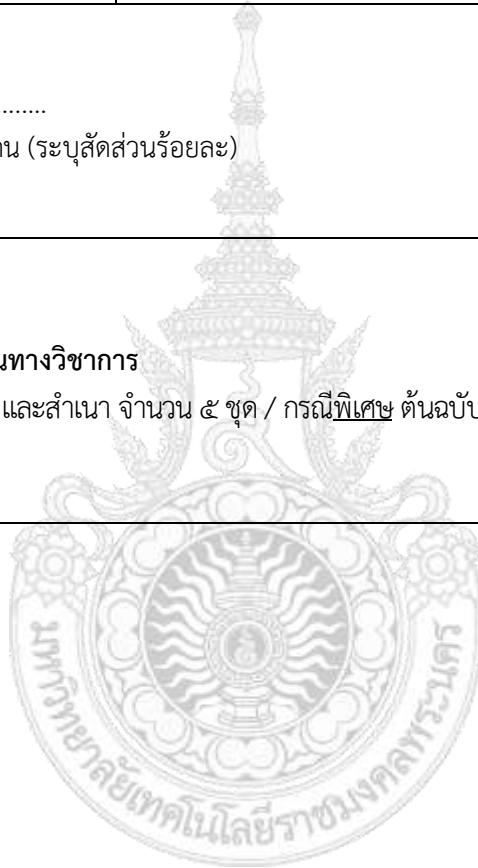 ........
าน (ระบุสัดส่วนร้อยละ)
นทางวิชาการ
และสำเนา จำนวน ๕ ชุด / กรณีพิเศษ ต้นฉบับ
มหาวิทยาลัยเทคโนโลยีราชมงคลพระนคร